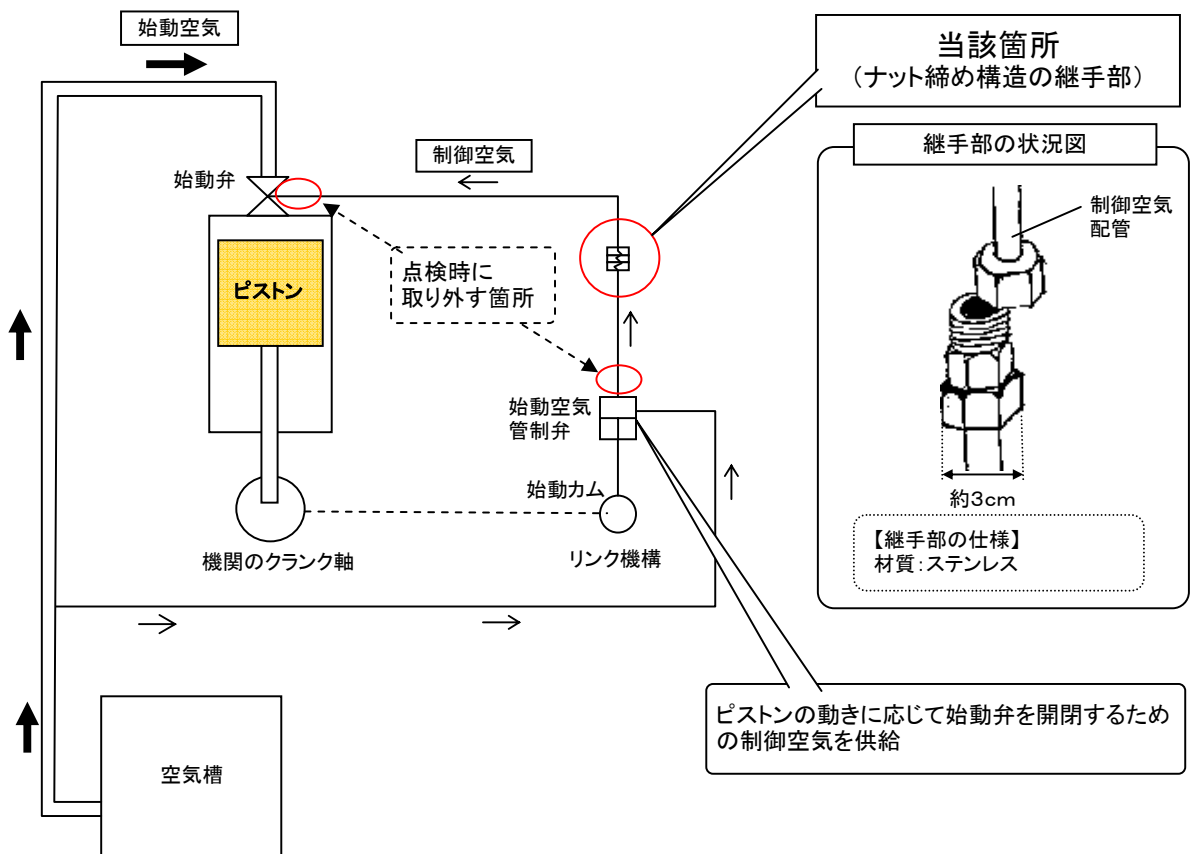 始動空気
当該箇所
（ナット締め構造の継手部）
継手部の状況図
制御空気
始動弁
制御空気
配管
点検時に
取り外す箇所
ピストン
始動空気
管制弁
約3cm
始動カム
【継手部の仕様】
材質：ステンレス
機関のクランク軸
リンク機構
ピストンの動きに応じて始動弁を開閉するため
の制御空気を供給
空気槽